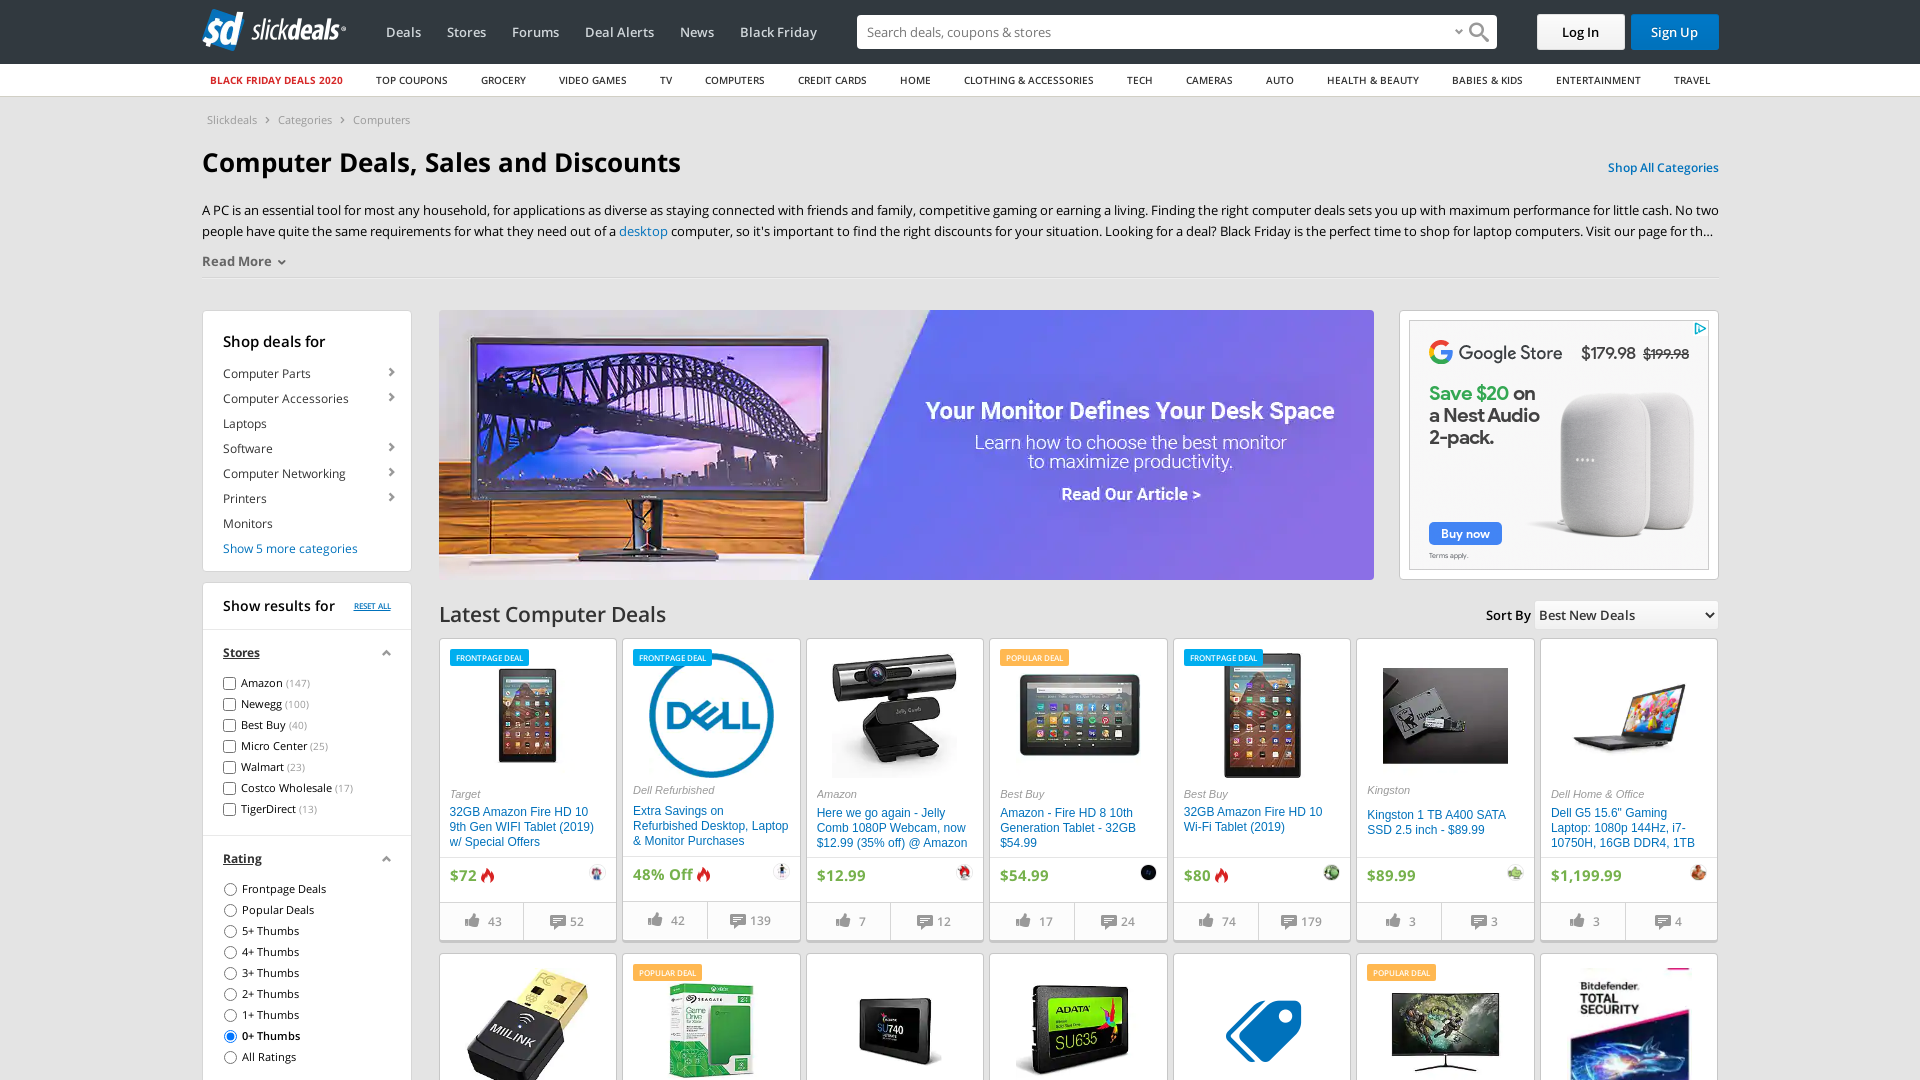 sd slickdeals
Deals
Stores
Forums
Deal Alerts
News
Black Friday
Search deals, coupons & stores
Log In
Sign Up
BLACK FRIDAY DEALS 2020
TOP COUPONS
GROCERY
VIDEO GAMES
TV
COMPUTERS
CREDIT CARDS
HOME
CLOTHING & ACCESSORIES
TECH
CAMERAS
AUTO
HEALTH & BEAUTY
BABIES & KIDS
ENTERTAINMENT
TRAVEL
Slickdeals > Categories > Computers
Computer Deals, Sales and Discounts
Shop All Categories
A PC is an essential tool for most any household, for applications as diverse as staying connected with friends and family, competitive gaming or earning a living. Finding the right computer deals sets you up with maximum performance for little cash. No two
people have quite the same requirements for what they need out of a desktop computer, so it's important to find the right discounts for your situation. Looking for a deal? Black Friday is the perfect time to shop for laptop computers. Visit our page for th...
Read More
Shop deals for
Computer Parts
Computer Accessories
Laptops
Software
Computer Networking
Printers
Monitors
Show 5 more categories
Show results for
RESET ALL
Stores
Amazon (147)
Newegg (100)
Best Buy (40)
Micro Center (25)
Walmart (23)
Costco Wholesale (17)
TigerDirect (13)
Rating
Frontpage Deals
Popular Deals
5+ Thumbs
4+ Thumbs
3+ Thumbs
2+ Thumbs
1+ Thumbs
0+ Thumbs
All Ratings
Your Monitor Defines Your Desk Space
Learn how to choose the best monitor
to maximize productivity.
Read Our Article >
Google Store
$179.98 $199.98
Save $20 on
a Nest Audio
2-pack.
Buy now
Terms apply.
Latest Computer Deals
Sort By
Best New Deals
FRONTPAGE DEAL
Target
32GB Amazon Fire HD 10
9th Gen WIFI Tablet (2019)
w/ Special Offers
$72
43
52
FRONTPAGE DEAL
DELL
Dell Refurbished
Extra Savings on
Refurbished Desktop, Laptop
& Monitor Purchases
48% Off
42
139
Jelly Comb
Amazon
Here we go again - Jelly
Comb 1080P Webcam, now
$12.99 (35% off) @ Amazon
$12.99
7
12
POPULAR DEAL
Best Buy
Amazon - Fire HD 8 10th
Generation Tablet - 32GB
$54.99
$54.99
17
24
FRONTPAGE DEAL
Best Buy
32GB Amazon Fire HD 10
Wi-Fi Tablet (2019)
$80
74
179
Kingston
Kingston
Kingston 1 TB A400 SATA
SSD 2.5 inch - $89.99
$89.99
3
3
Dell Home & Office
Dell G5 15.6" Gaming
Laptop: 1080p 144Hz, i7-
10750H, 16GB DDR4, 1TB
$1,199.99
3
4
MIILINK
POPULAR DEAL
SEAGATE
Game
Drive
SU740
ADATA
SU635
POPULAR DEAL
Bitdefender
TOTAL
SECURITY